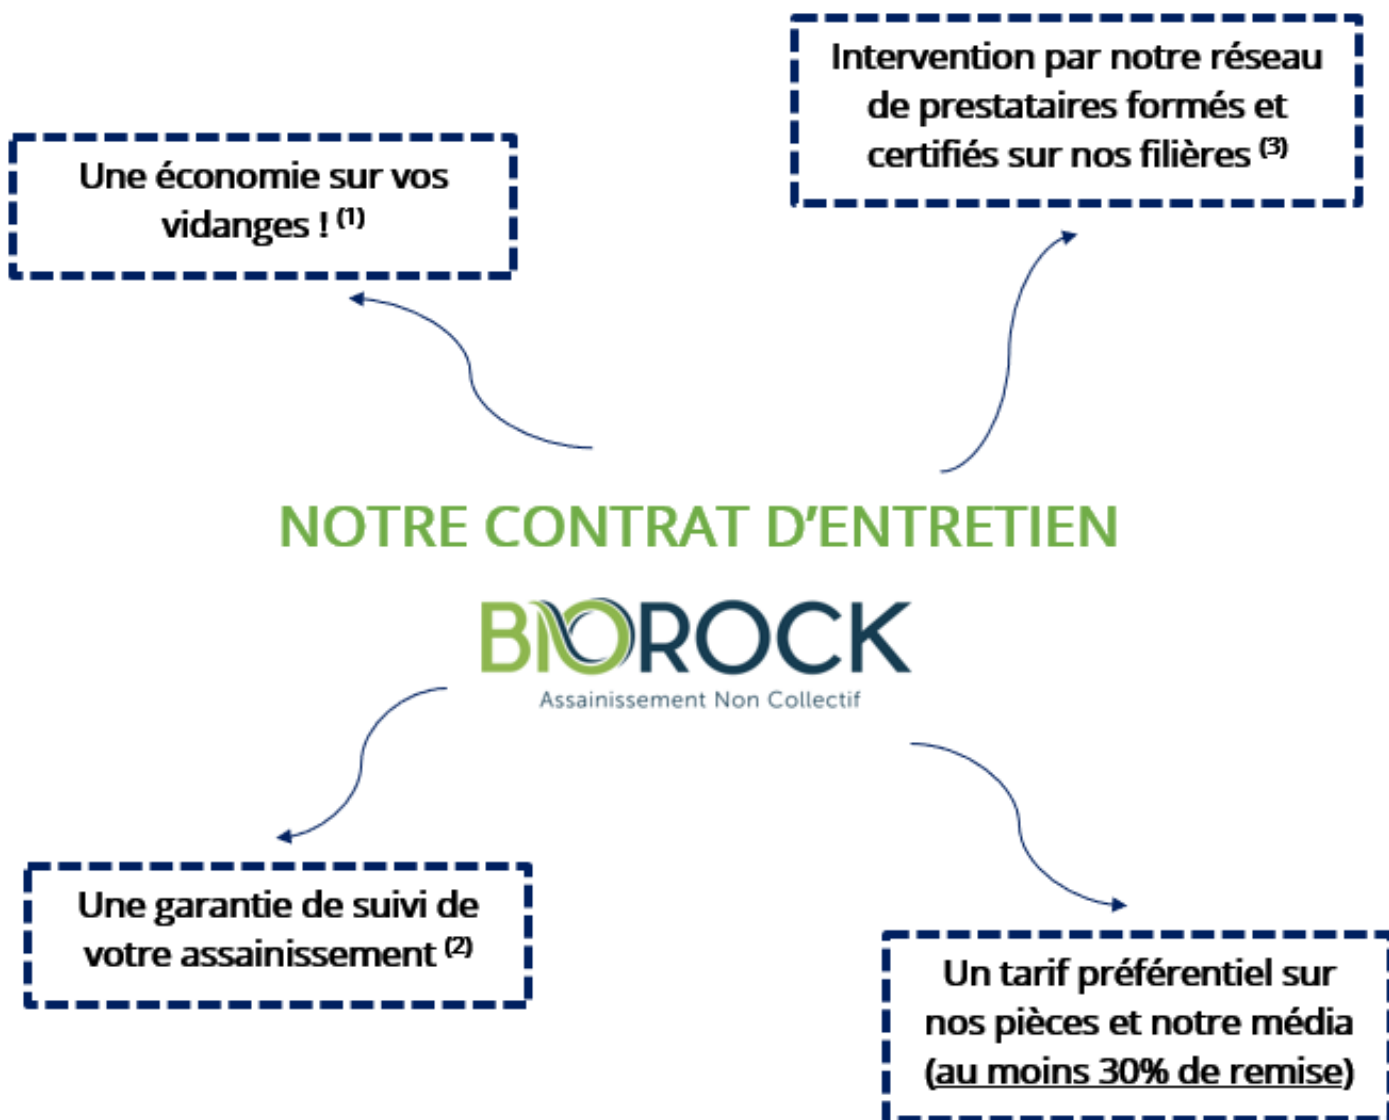 Intervention par notre réseau
de prestataires formés et
certifiés sur nos filières (3)
Une économie sur vos
vidanges ! (1)
NOTRE CONTRAT D'ENTRETIEN
BIOROCK
Assainissement Non Collectif
Une garantie de suivi de
votre assainissement (2)
Un tarif préférentiel sur
nos pièces et notre média
(au moins 30% de remise)